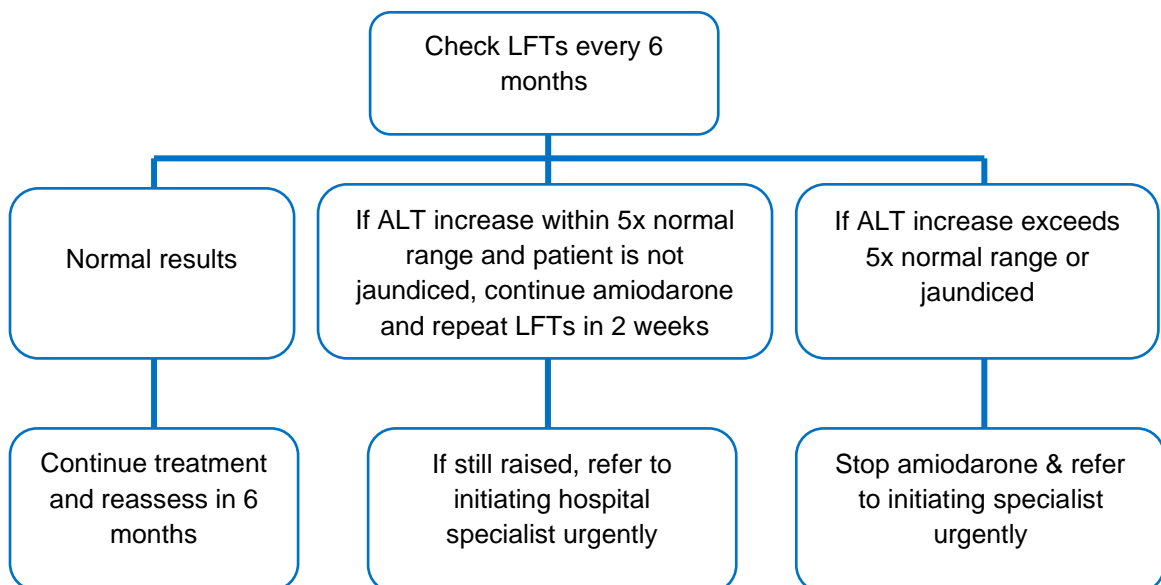 Check LFTs every 6
months
Normal results
If ALT increase within 5x normal
range and patient is not
jaundiced, continue amiodarone
and repeat LFTs in 2 weeks
If ALT increase exceeds
5x normal range or
jaundiced
Continue treatment
and reassess in 6
months
If still raised, refer to
initiating hospital
specialist urgently
Stop amiodarone & refer
to initiating specialist
urgently